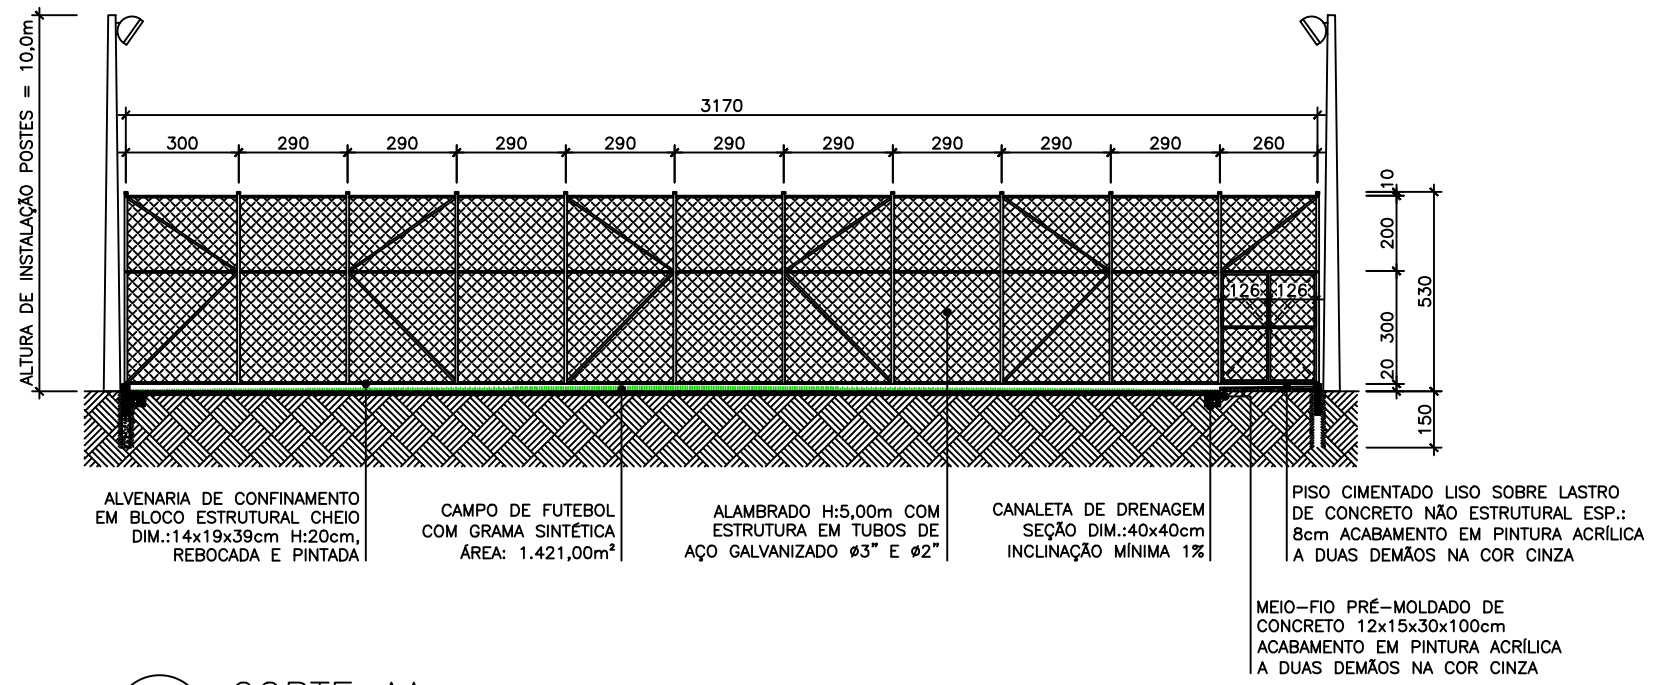 ALTURA DE INSTALAÇÃO POSTES = 10,0m
3170
300 290 290 290 290 290 290 290 290 290 260
10
200
300
20
530
150
126 126
ALVENARIA DE CONFINAMENTO
EM BLOCO ESTRUTURAL CHEIO
DIM.:14x19x39cm H:20cm,
REBOCADA E PINTADA
CAMPO DE FUTEBOL
COM GRAMA SINTÉTICA
ÁREA: 1.421,00m²
ALAMBRADO H:5,00m COM
ESTRUTURA EM TUBOS DE
AÇO GALVANIZADO ø3" E ø2"
CANALETA DE DRENAGEM
SEÇÃO DIM.:40x40cm
INCLINAÇÃO MÍNIMA 1%
PISO CIMENTADO LISO SOBRE LASTRO
DE CONCRETO NÃO ESTRUTURAL ESP.:
8cm ACABAMENTO EM PINTURA ACRÍLICA
A DUAS DEMÃOS NA COR CINZA
MEIO-FIO PRÉ-MOLDADO DE
CONCRETO 12x15x30x100cm
ACABAMENTO EM PINTURA ACRÍLICA
A DUAS DEMÃOS NA COR CINZA
CORTE AA